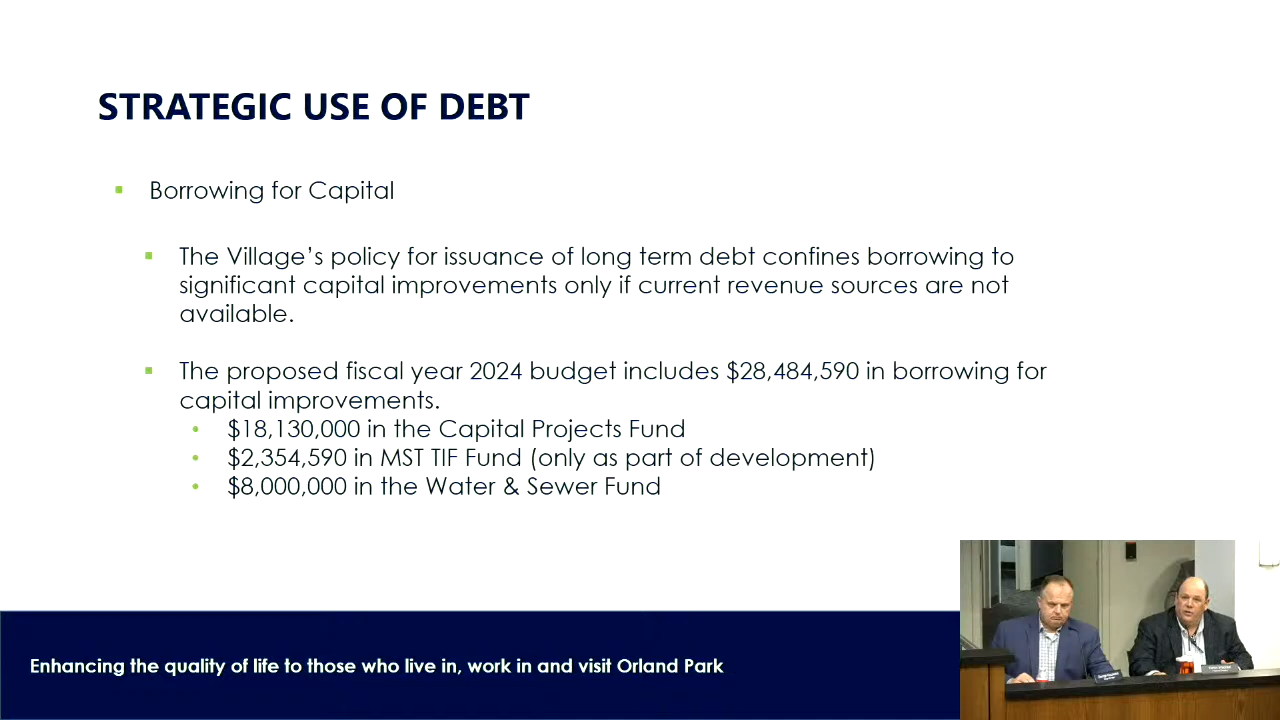 STRATEGIC USE OF DEBT
Borrowing for Capital
The Village’s policy for issuance of long term debt confines borrowing to
significant capital improvements only if current revenue sources are not
available.
The proposed fiscal year 2024 budget includes $28,484,590 in borrowing for
capital improvements.
$18,130,000 in the Capital Projects Fund
$2,354,590 in MST TIF Fund (only as part of development)
$8,000,000 in the Water & Sewer Fund
Enhancing the quality of life to those who live in, work in and visit Orland Park